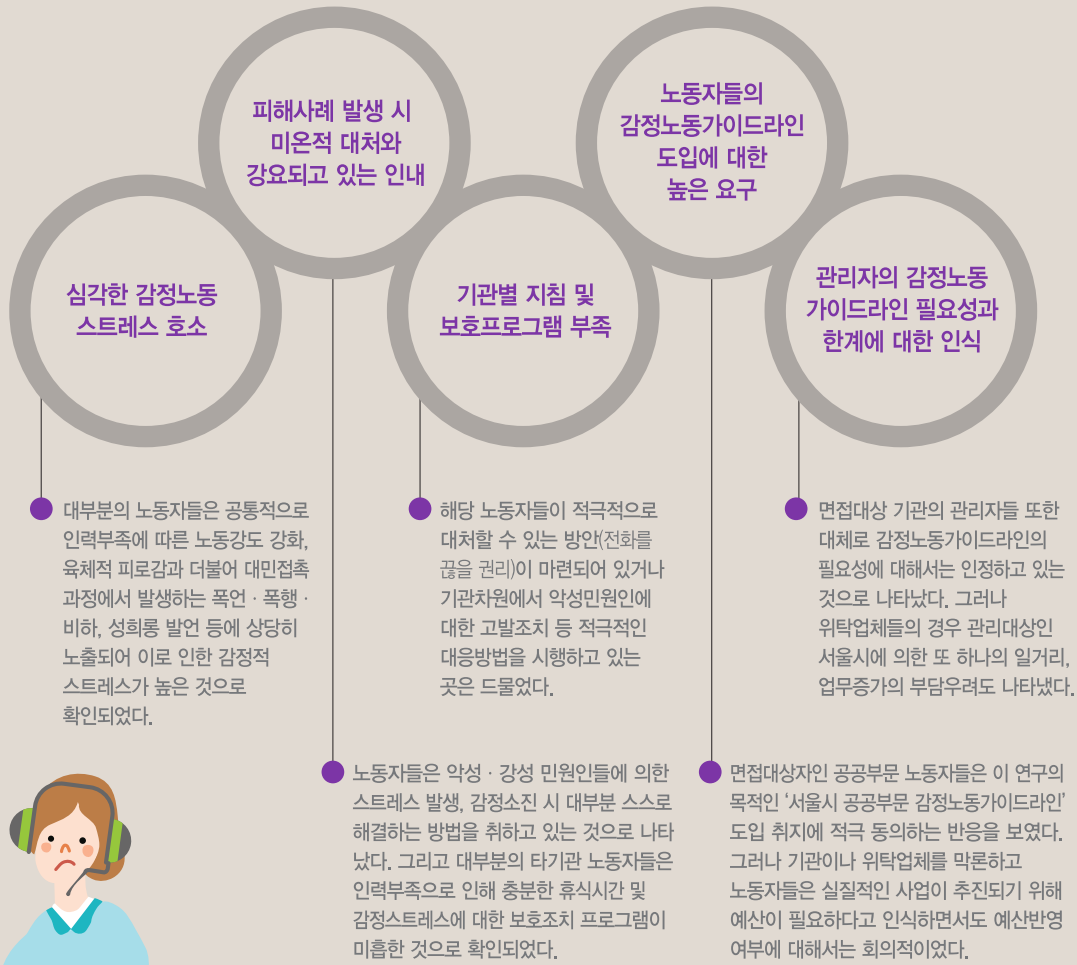 피해사례 발생 시
미온적 대처와
강요되고 있는 인내
노동자들의
감정노동가이드라인
도입에 대한
높은 요구
심각한 감정노동
스트레스 호소
기관별 지침 및
보호프로그램 부족
관리자의 감정노동
가이드라인 필요성과
한계에 대한 인식
대부분의 노동자들은 공통적으로
인력부족에 따른 노동강도 강화,
육체적 피로감과 더불어 대민접촉
과정에서 발생하는 폭언 · 폭행 ·
비하, 성희롱 발언 등에 상당히
노출되어 이로 인한 감정적
스트레스가 높은 것으로
확인되었다.
해당 노동자들이 적극적으로
대처할 수 있는 방안(전화를
끊을 권리)이 마련되어 있거나
기관차원에서 악성민원인에
대한 고발조치 등 적극적인
대응방법을 시행하고 있는
곳은 드물었다.
면접대상 기관의 관리자들 또한
대체로 감정노동가이드라인의
필요성에 대해서는 인정하고 있는
것으로 나타났다. 그러나
위탁업체들의 경우 관리대상인
서울시에 의한 또 하나의 일거리,
업무증가의 부담우려도 나타냈다.
노동자들은 악성 · 강성 민원인들에 의한
스트레스 발생, 감정소진 시 대부분 스스로
해결하는 방법을 취하고 있는 것으로 나타
났다. 그리고 대부분의 타기관 노동자들은
인력부족으로 인해 충분한 휴식시간 및
감정스트레스에 대한 보호조치 프로그램이
미흡한 것으로 확인되었다.
면접대상자인 공공부문 노동자들은 이 연구의
목적인 ‘서울시 공공부문 감정노동가이드라인’
도입 취지에 적극 동의하는 반응을 보였다.
그러나 기관이나 위탁업체를 막론하고
노동자들은 실질적인 사업이 추진되기 위해
예산이 필요하다고 인식하면서도 예산반영
여부에 대해서는 회의적이었다.